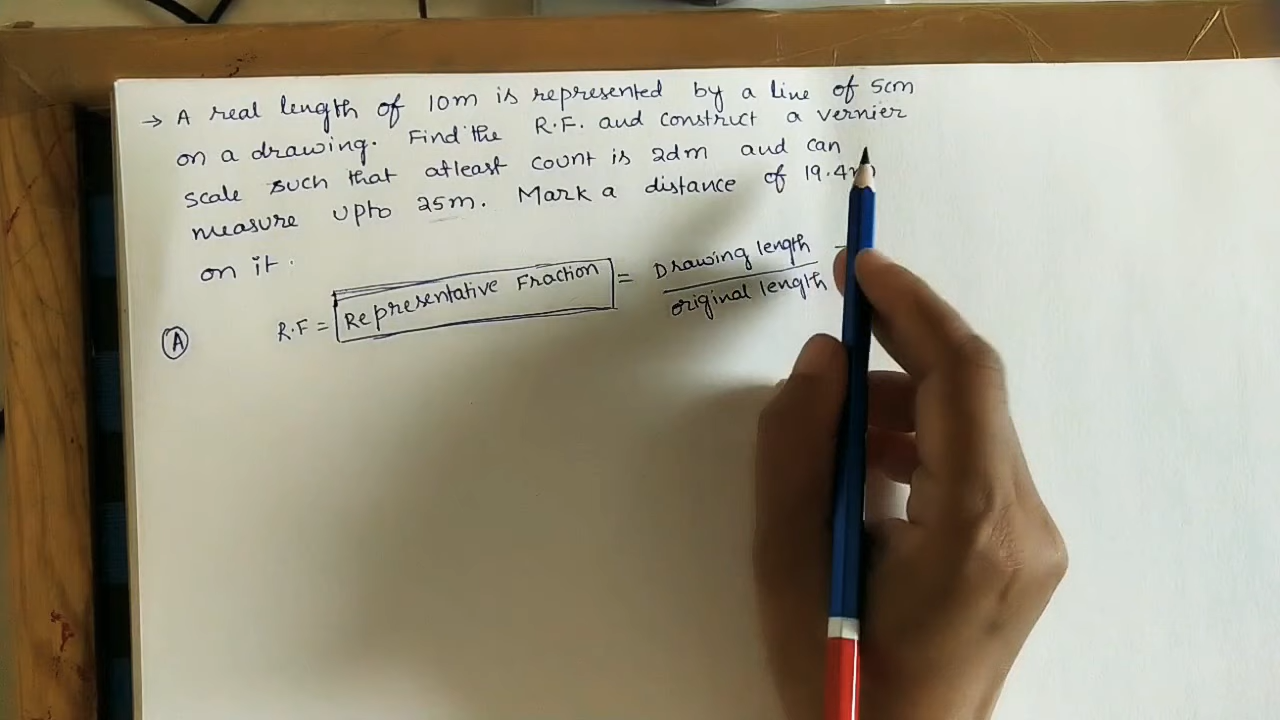 → A real length of 10m is represented by a line of 5cm
on a drawing. Find the R.F. and construct a vernier
scale such that atleast count is 2dm and can
measure upto 25m. Mark a distance of 19.4m
on it.
A R.F = Representative Fraction = Drawing length
original length